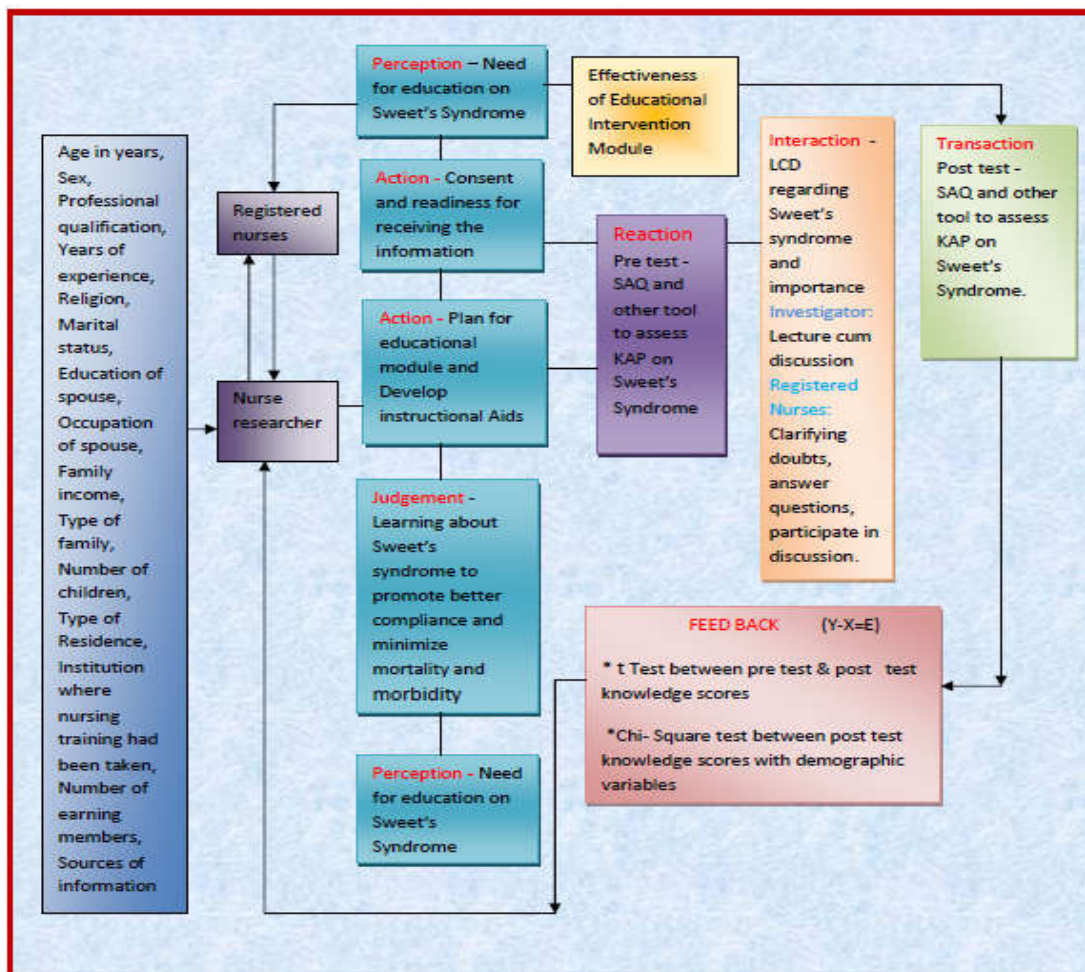 Age in years,
Sex,
Professional
qualification,
Years of
experience,
Religion,
Marital
status,
Education of
spouse,
Occupation
of spouse,
Family
income,
Type of
family,
Number of
children,
Type of
Residence,
Institution
where
nursing
training had
been taken,
Number of
earning
members,
Sources of
information
Registered
nurses
Nurse
researcher
Perception – Need
for education on
Sweet's Syndrome
Action - Consent
and readiness for
receiving the
information
Action - Plan for
educational
module and
Develop
instructional Aids
Judgement -
Learning about
Sweet's
syndrome to
promote better
compliance and
minimize
mortality and
morbidity
Perception - Need
for education on
Sweet's
Syndrome
Effectiveness
of Educational
Intervention
Module
Reaction
Pre test -
SAQ and
other tool
to assess
KAP on
Sweet's
Syndrome
Interaction -
LCD
regarding
Sweet's
syndrome
and
importance
Investigator:
Lecture cum
discussion
Registered
Nurses:
Clarifying
doubts,
answer
questions,
participate in
discussion.
Transaction
Post test -
SAQ and other
tool to assess
KAP on
Sweet's
Syndrome.
FEED BACK (Y-X=E)
* t Test between pre test & post test
knowledge scores
*Chi- Square test between post test
knowledge scores with demographic
variables